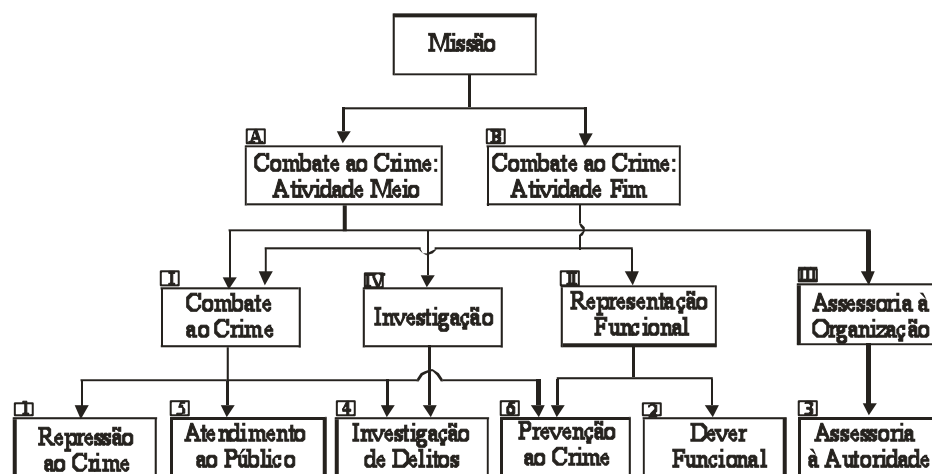 Missão
A
Combate ao Crime:
Atividade Meio
B
Combate ao Crime:
Atividade Fim
I
Combate
ao Crime
IV
Investigação
II
Representação
Funcional
III
Assessoria à
Organização
1
Repressão
ao Crime
5
Atendimento
ao Público
4
Investigação
de Delitos
6
Prevenção
ao Crime
2
Dever
Funcional
3
Assessoria
à Autoridade